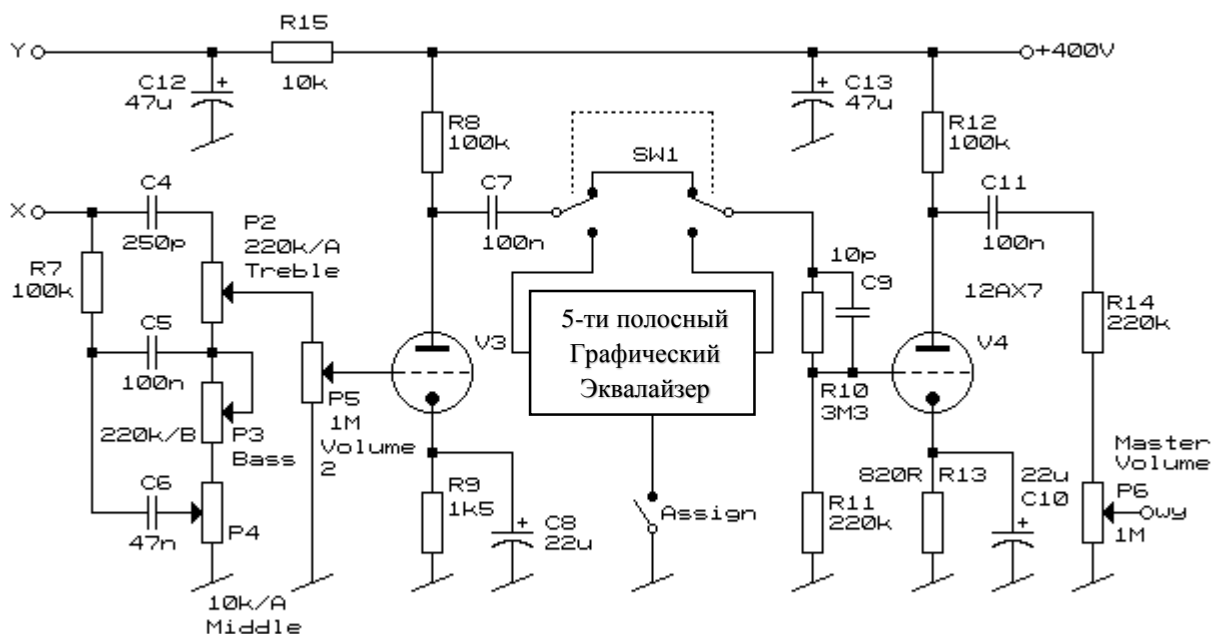 R15
Y
+400V
C12
+
47u
10k
C13
+
47u
R8
100k
R12
100k
SW1
C4
C7
C11
X
P2
250p
220k/A
Treble
100n
100n
10p
C9
R7
100k
12AX7
R14
220k
C5
5-ти полосный
Графический
Эквалайзер
V3
V4
100n
P5
1M
Volume
2
R10
3M3
220k/B
P3
Bass
Master
Volume
C6
R9
1k5
820R
R13
22u
C10
P6
wy
1M
+
C8
22u
Assign
R11
220k
+
47n
P4
10k/A
Middle